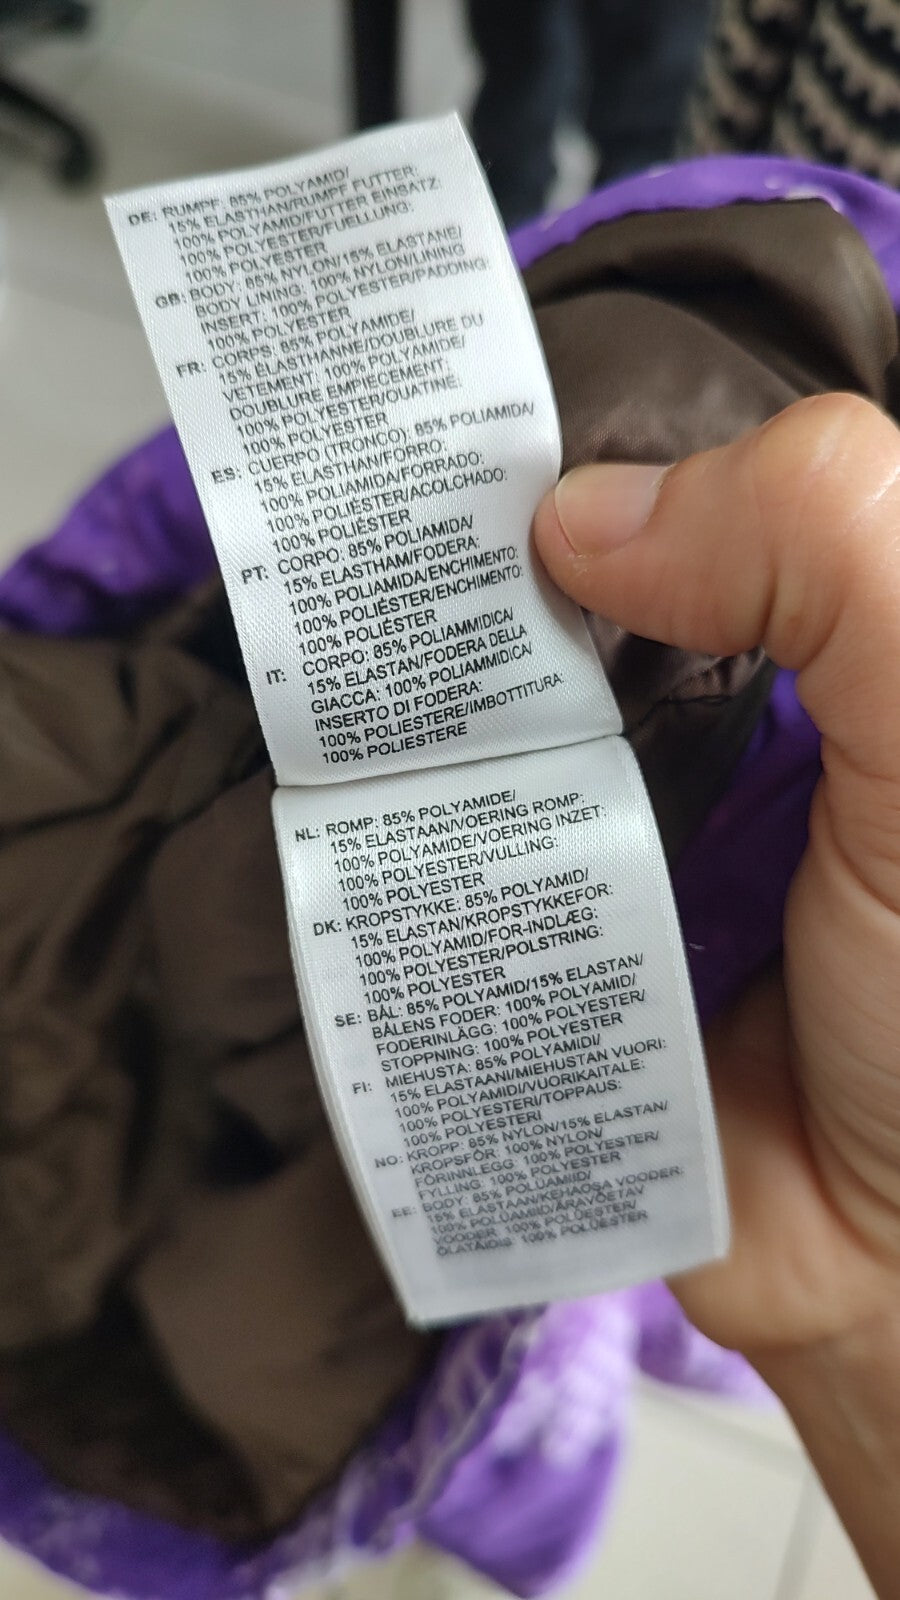 DE: RUMPF: 85% POLYAMID/
15% ELASTHAN/RUMPF FUTTER:
100% POLYAMID/FUTTER EINSATZ:
100% POLYESTER/FUELLUNG:
100% POLYESTER
GB: BODY: 85% NYLON/15% ELASTANE/
BODY LINING: 100% NYLON/LINING
INSERT: 100% POLYESTER/PADDING:
100% POLYESTER
FR: CORPS: 85% POLYAMIDE/
15% ÉLASTHANNE/DOUBLURE DU
VETEMENT: 100% POLYAMIDE/
DOUBLURE EMPIÈCEMENT:
100% POLYESTER/OUATINE:
100% POLYESTER
ES: CUERPO (TRONCO): 85% POLIAMIDA/
15% ELASTHAN/FORRO:
100% POLIAMIDA/FORRADO:
100% POLIÉSTER/ACOLCHADO:
100% POLIÉSTER
PT: CORPO: 85% POLIAMIDA/
15% ELASTHAM/FODERA:
100% POLIAMIDA/ENCHIMENTO:
100% POLIÉSTER/ENCHIMENTO:
100% POLIÉSTER
IT: CORPO: 85% POLIAMMIDICA/
15% ELASTAN/FODERA DELLA
GIACCA: 100% POLIAMMIDICA/
INSERTO DI FODERA:
100% POLIESTERE/IMBOTTITURA:
100% POLIESTERE
NL: ROMP: 85% POLYAMIDE/
15% ELASTAAN/VOERING ROMP:
100% POLYAMIDE/VOERING INZET:
100% POLYESTER/VULLING:
100% POLYESTER
DK: KROPSTYKKE: 85% POLYAMID/
15% ELASTAN/KROPSTYKKEFOR:
100% POLYAMID/FOR-INDLÆG:
100% POLYESTER/POLSTRING:
100% POLYESTER
SE: BÅL: 85% POLYAMID/15% ELASTAN/
BÅLENS FODER: 100% POLYAMID/
FODERINLÄGG: 100% POLYESTER/
STOPPNING: 100% POLYESTER
FI: MIEHUSTA: 85% POLYAMIDI/
15% ELASTAANI/MIEHUSTAN VUORI:
100% POLYAMIDI/VUORIKAITALE:
100% POLYESTERI/TOPPAUS:
100% POLYESTERI
NO: KROPP: 85% NYLON/15% ELASTAN/
KROPSFÔR: 100% NYLON/
FÔRINNLEGG: 100% POLYESTER/
FYLLING: 100% POLYESTER
EE: BODY: 85% POLÜAMIID/
15% ELASTAAN/KEHAOSA VOODER:
100% POLÜAMIID/ÄRAVÕETAV
VOODER: 100% POLÜESTER/
ÕLATÄIDIS: 100% POLÜESTER